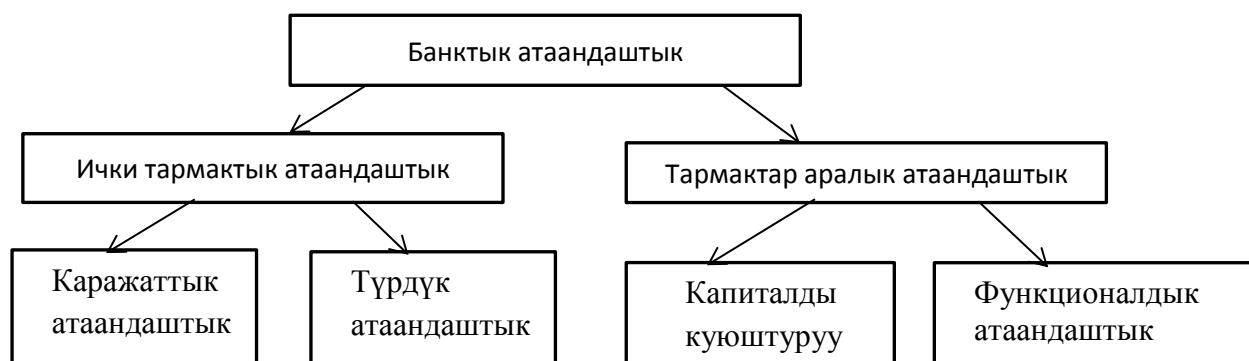 Банктык атаандаштык
Ички тармактык атаандаштык
Тармактар аралык атаандаштык
Каражаттык
атаандаштык
Түрдүк
атаандаштык
Капиталды
куюштуруу
Функционалдык
атаандаштык